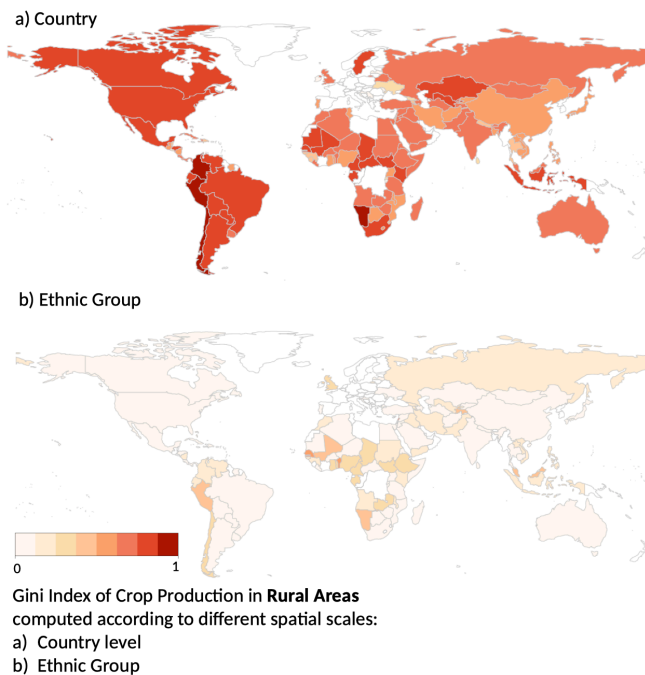 a) Country
b) Ethnic Group
0 1
Gini Index of Crop Production in Rural Areas
computed according to different spatial scales:
a) Country level
b) Ethnic Group